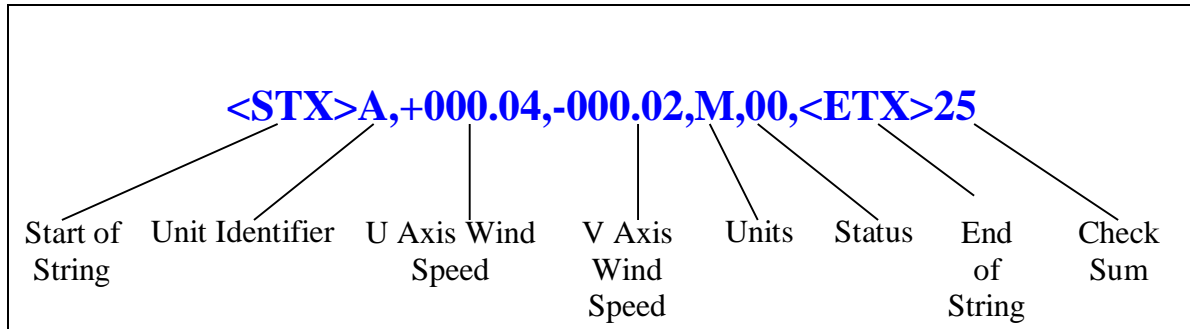 <STX>A,+000.04,-000.02,M,00,<ETX>25
Start of String
Unit Identifier
U Axis Wind Speed
V Axis Wind Speed
Units
Status
End of String
Check Sum